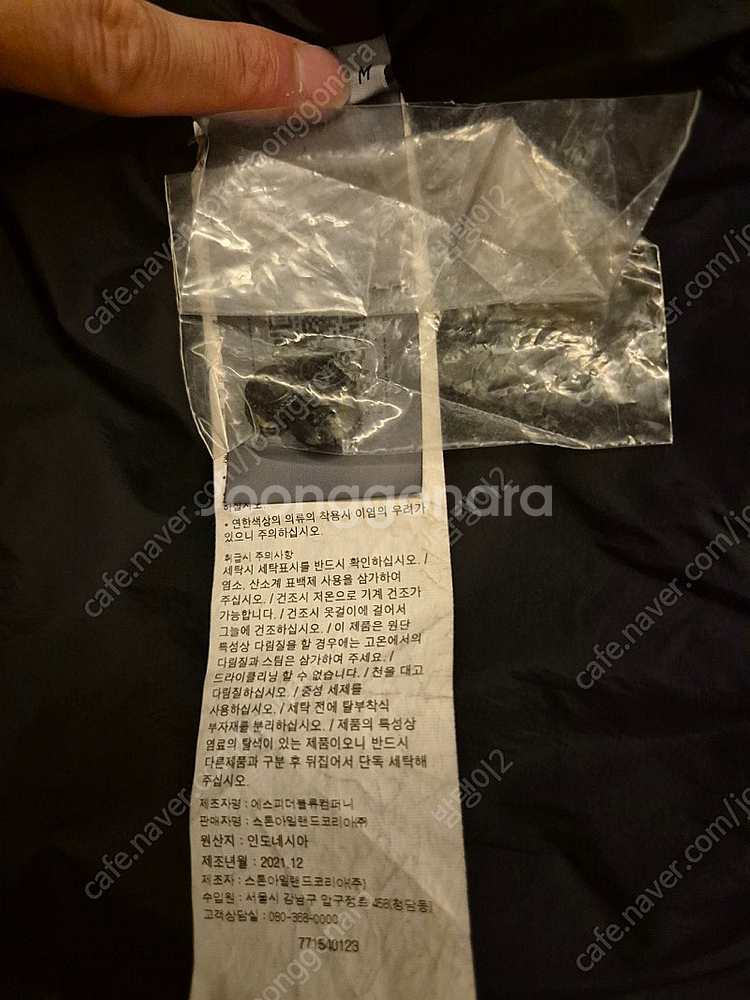 M
Joonggonara
하십시오.
• 연한색상의 의류의 착용시 이염의 우려가
있으니 주의하십시오.
취급시 주의사항
세탁시 세탁표시를 반드시 확인하십시오. /
염소, 산소계 표백제 사용을 삼가하여
주십시오. / 건조시 저온으로 기계 건조가
가능합니다. / 건조시 옷걸이에 걸어서
그늘에 건조하십시오. / 이 제품은 원단
특성상 다림질을 할 경우에는 고온에서의
다림질과 스팀은 삼가하여 주세요. /
드라이클리닝 할 수 없습니다. / 천을 대고
다림질하십시오. / 중성 세제를
사용하십시오. / 세탁 전에 탈부착식
부자재를 분리하십시오. / 제품의 특성상
염료의 탈색이 있는 제품이오니 반드시
다른제품과 구분 후 뒤집어서 단독 세탁해
주십시오.
제조자명 : 에스피더블류컴퍼니
판매자명 : 스톤아일랜드코리아(주)
원산지 : 인도네시아
제조년월 : 2021.12
제조자 : 스톤아일랜드코리아(주)
수입원 : 서울시 강남구 압구정로 456(청담동)
고객상담실 : 080-368-0000
771540123